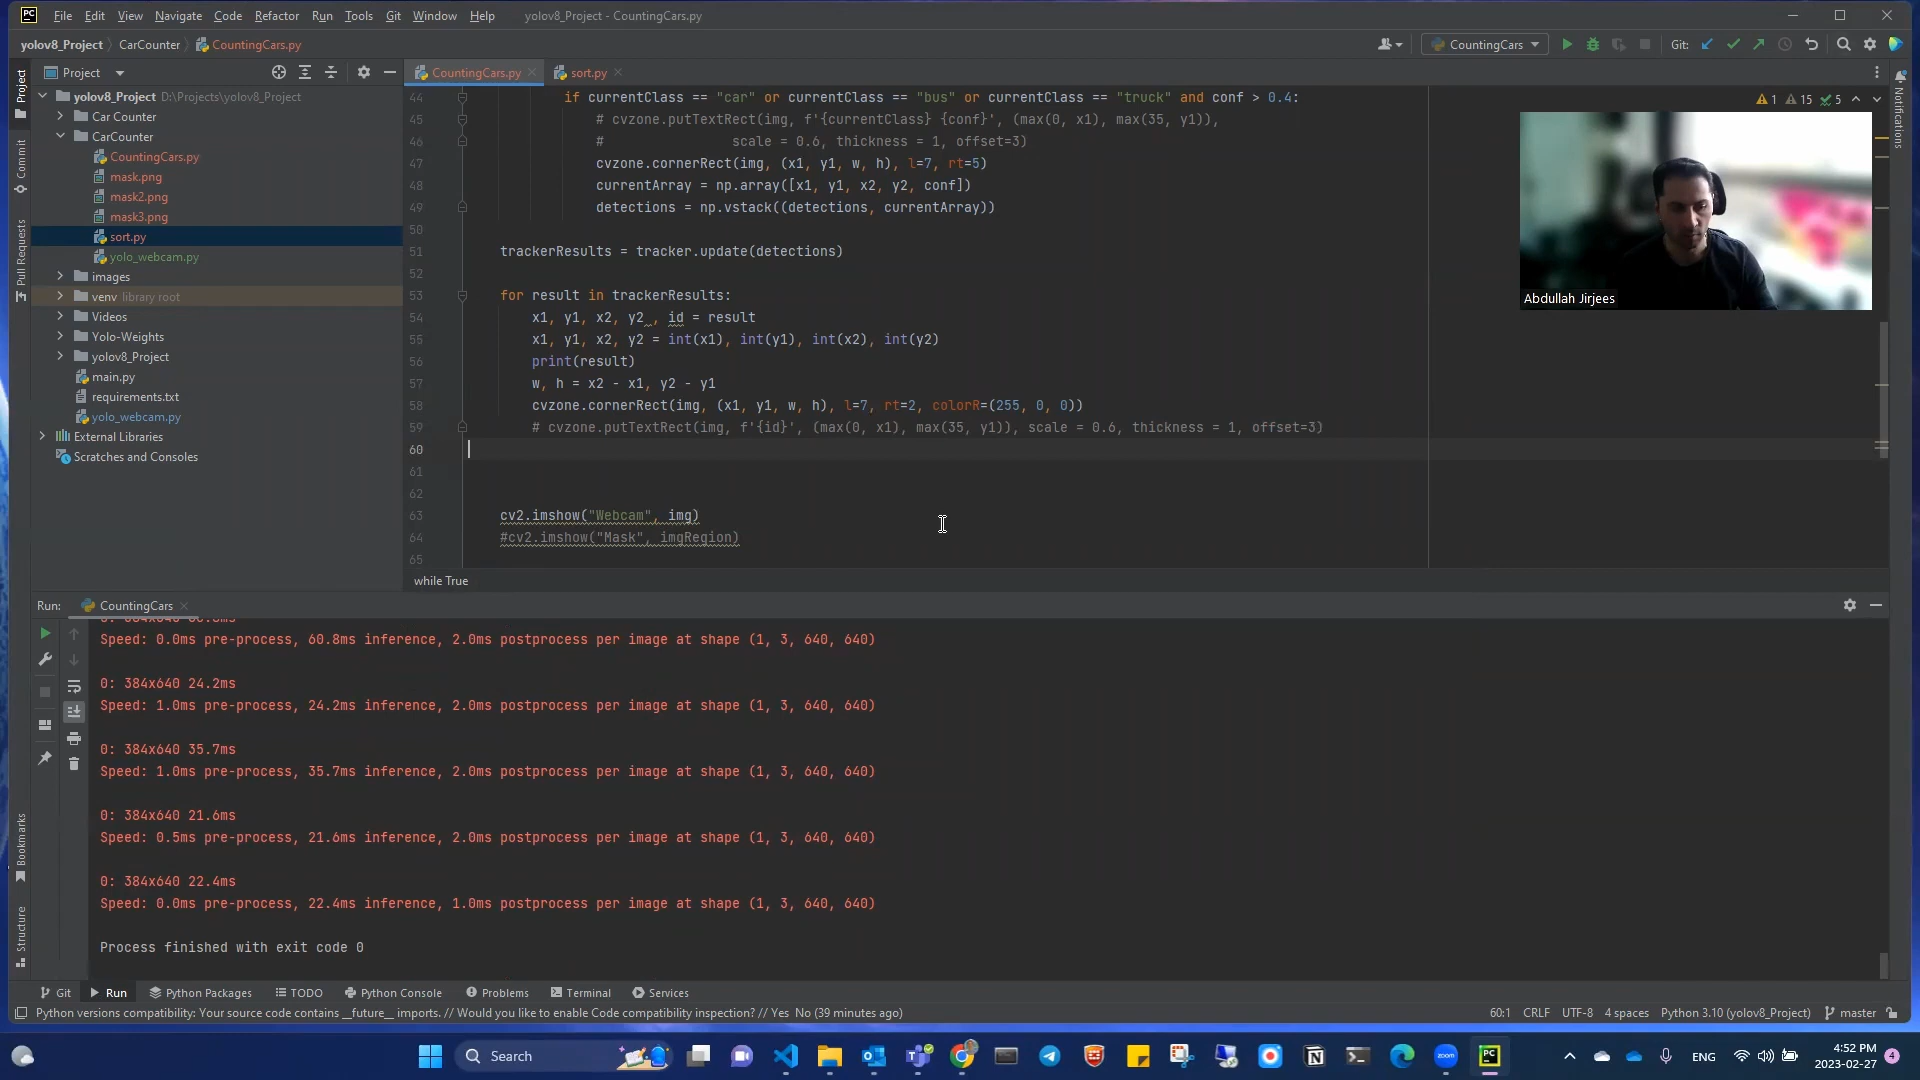 File Edit View Navigate Code Refactor Run Tools Git Window Help yolov8_Project - CountingCars.py
yolov8_Project CarCounter CountingCars.py CountingCars Git:
Project
CountingCars.py sort.py
yolov8_Project D:\Projects\yolov8_Project
Car Counter
CarCounter
CountingCars.py
mask.png
mask2.png
mask3.png
sort.py
yolo_webcam.py
images
venv library root
Videos
Yolo-Weights
yolov8_Project
main.py
requirements.txt
yolo_webcam.py
External Libraries
Scratches and Consoles
Project
Commit
Pull Requests
Bookmarks
Structure
Notifications
1 15 5
44 if currentClass == "car" or currentClass == "bus" or currentClass == "truck" and conf > 0.4:
45 # cvzone.putTextRect(img, f'{currentClass} {conf}', (max(0, x1), max(35, y1)),
46 # scale = 0.6, thickness = 1, offset=3)
47 cvzone.cornerRect(img, (x1, y1, w, h), l=7, rt=5)
48 currentArray = np.array([x1, y1, x2, y2, conf])
49 detections = np.vstack((detections, currentArray))
50
51 trackerResults = tracker.update(detections)
52
53 for result in trackerResults:
54 x1, y1, x2, y2 , id = result
55 x1, y1, x2, y2 = int(x1), int(y1), int(x2), int(y2)
56 print(result)
57 w, h = x2 - x1, y2 - y1
58 cvzone.cornerRect(img, (x1, y1, w, h), l=7, rt=2, colorR=(255, 0, 0))
59 # cvzone.putTextRect(img, f'{id}', (max(0, x1), max(35, y1)), scale = 0.6, thickness = 1, offset=3)
60
61
62
63 cv2.imshow("Webcam", img)
64 #cv2.imshow("Mask", imgRegion)
65
while True
Abdullah Jirjees
Run: CountingCars
Speed: 0.0ms pre-process, 60.8ms inference, 2.0ms postprocess per image at shape (1, 3, 640, 640)
0: 384x640 24.2ms
Speed: 1.0ms pre-process, 24.2ms inference, 2.0ms postprocess per image at shape (1, 3, 640, 640)
0: 384x640 35.7ms
Speed: 1.0ms pre-process, 35.7ms inference, 2.0ms postprocess per image at shape (1, 3, 640, 640)
0: 384x640 21.6ms
Speed: 0.5ms pre-process, 21.6ms inference, 2.0ms postprocess per image at shape (1, 3, 640, 640)
0: 384x640 22.4ms
Speed: 0.0ms pre-process, 22.4ms inference, 1.0ms postprocess per image at shape (1, 3, 640, 640)
Process finished with exit code 0
Git Run Python Packages TODO Python Console Problems Terminal Services
Python versions compatibility: Your source code contains __future__ imports. // Would you like to enable Code compatibility inspection? // Yes No (39 minutes ago) 60:1 CRLF UTF-8 4 spaces Python 3.10 (yolov8_Project) master
Search ENG 4:52 PM
2023-02-27 4